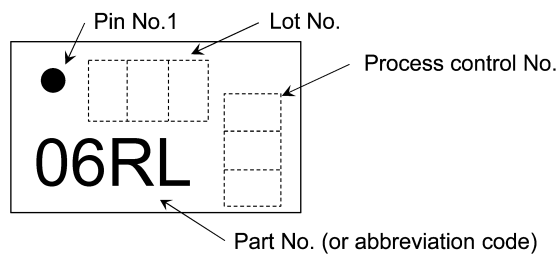 Pin No.1
Lot No.
Process control No.
06RL
Part No. (or abbreviation code)